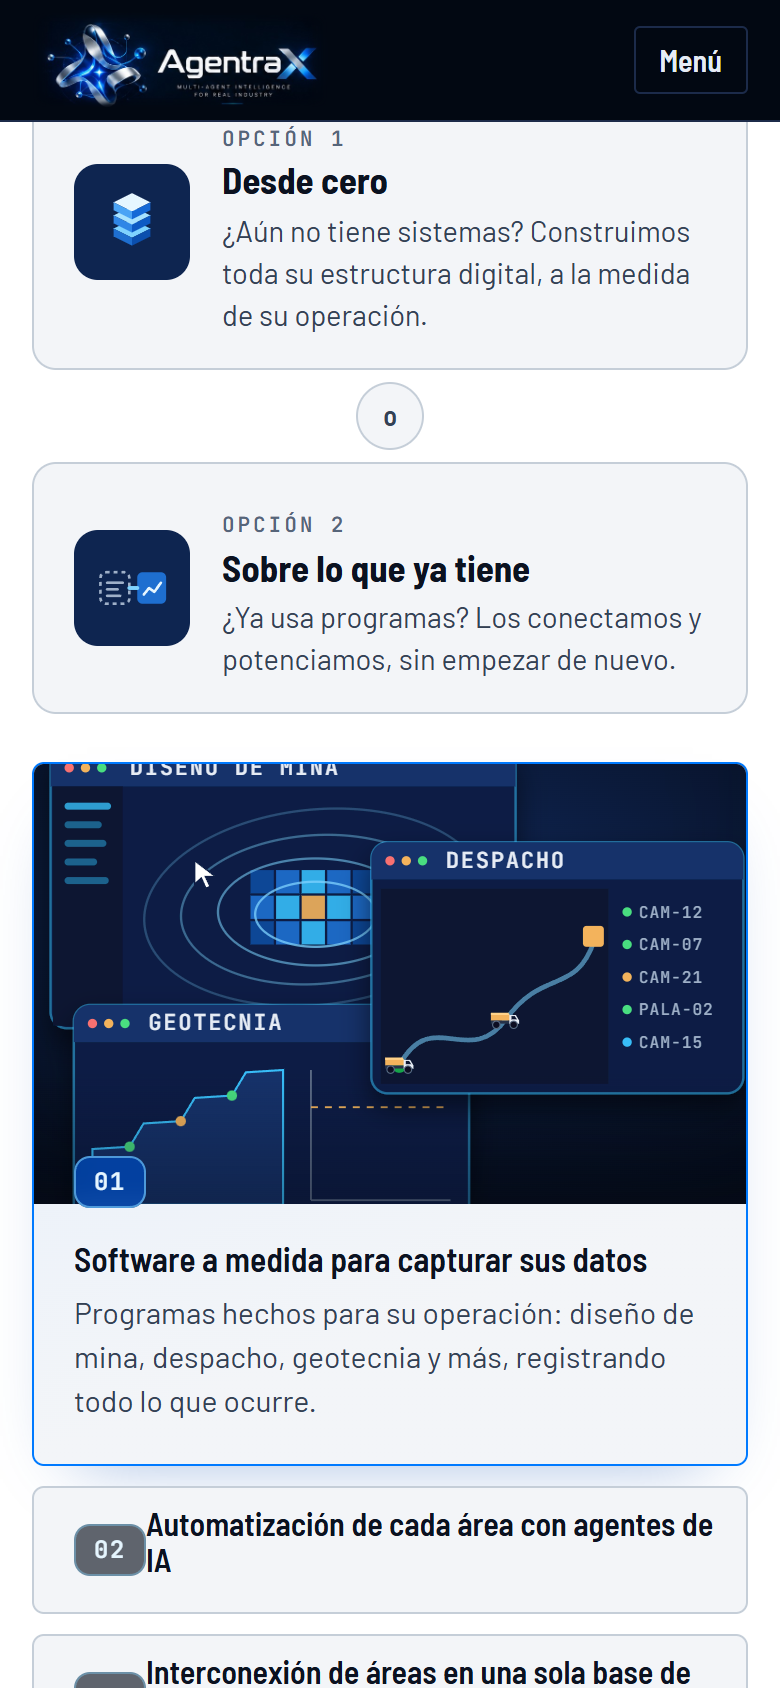 AgentraX
MULTI-AGENT INTELLIGENCE
FOR REAL INDUSTRY
Menú
OPCIÓN 1
Desde cero
¿Aún no tiene sistemas? Construimos
toda su estructura digital, a la medida
de su operación.
o
OPCIÓN 2
Sobre lo que ya tiene
¿Ya usa programas? Los conectamos y
potenciamos, sin empezar de nuevo.
DISEÑO DE MINA
DESPACHO
CAM-12
CAM-07
CAM-21
PALA-02
CAM-15
GEOTECNIA
01
Software a medida para capturar sus datos
Programas hechos para su operación: diseño de
mina, despacho, geotecnia y más, registrando
todo lo que ocurre.
02
Automatización de cada área con agentes de
IA
Interconexión de áreas en una sola base de